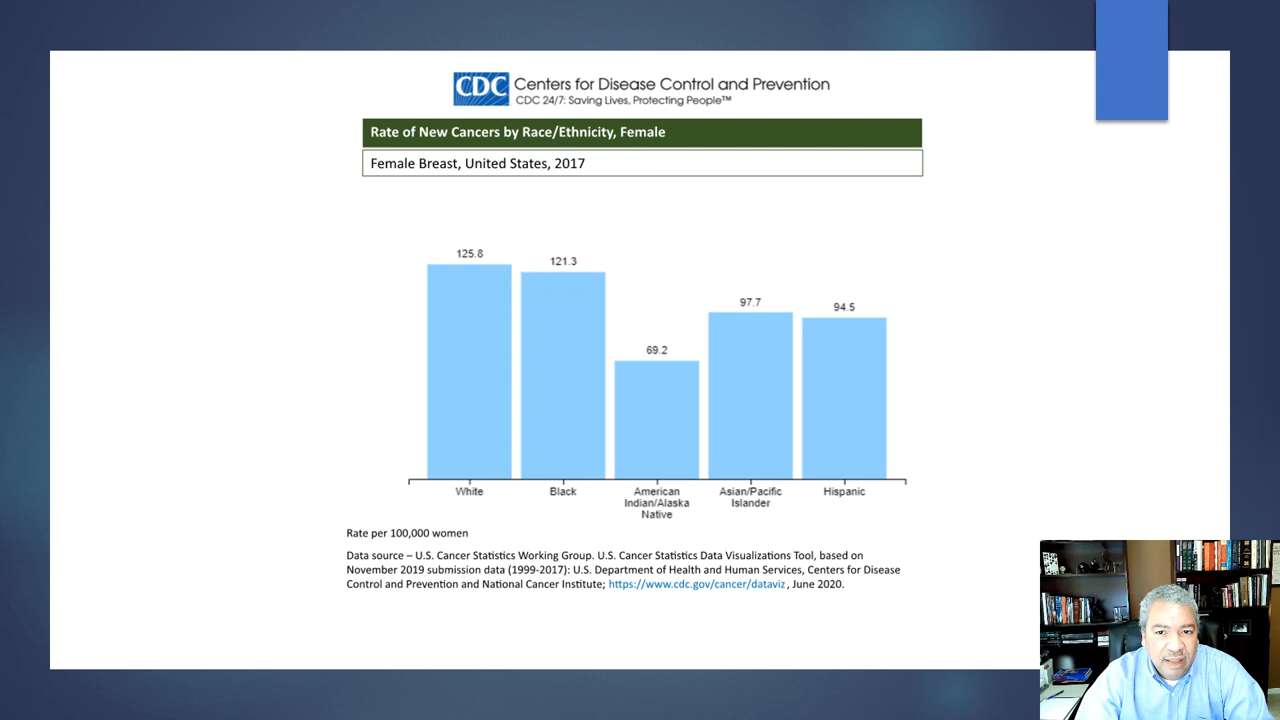 CDC Centers for Disease Control and Prevention
CDC 24/7: Saving Lives, Protecting People™
Rate of New Cancers by Race/Ethnicity, Female
Female Breast, United States, 2017
125.8
121.3
69.2
97.7
94.5
White
Black
American
Indian/Alaska
Native
Asian/Pacific
Islander
Hispanic
Rate per 100,000 women
Data source – U.S. Cancer Statistics Working Group. U.S. Cancer Statistics Data Visualizations Tool, based on
November 2019 submission data (1999-2017): U.S. Department of Health and Human Services, Centers for Disease
Control and Prevention and National Cancer Institute; https://www.cdc.gov/cancer/dataviz , June 2020.